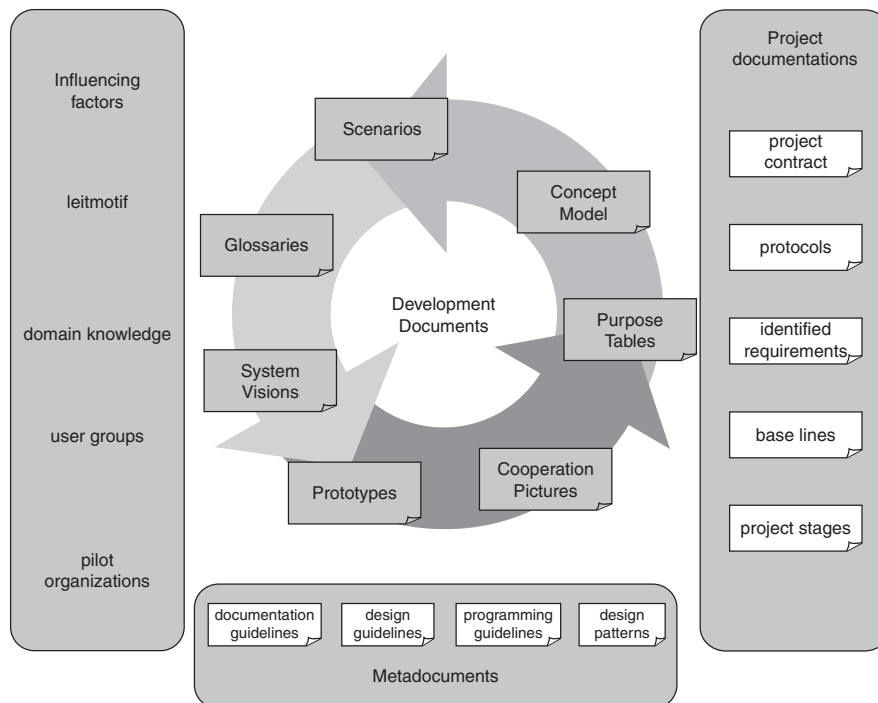 Influencing
factors
leitmotif
domain knowledge
user groups
pilot
organizations
Scenarios
Concept
Model
Glossaries
Development
Documents
Purpose
Tables
System
Visions
Prototypes
Cooperation
Pictures
Project
documentations
project
contract
protocols
identified
requirements
base lines
project stages
documentation
guidelines
design
guidelines
programming
guidelines
design
patterns
Metadocuments